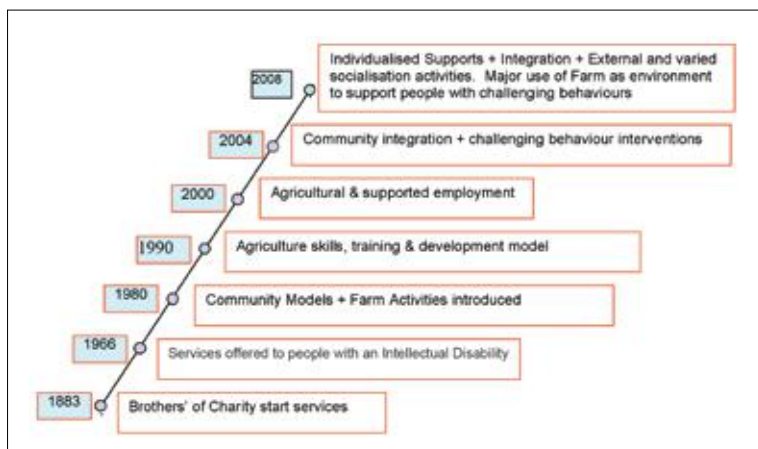 2008
Individualised Supports + Integration + External and varied
socialisation activities. Major use of Farm as environment
to support people with challenging behaviours
2004
Community integration + challenging behaviour interventions
2000
Agricultural & supported employment
1990
Agriculture skills, training & development model
1980
Community Models + Farm Activities introduced
1966
Services offered to people with an Intellectual Disability
1883
Brothers' of Charity start services